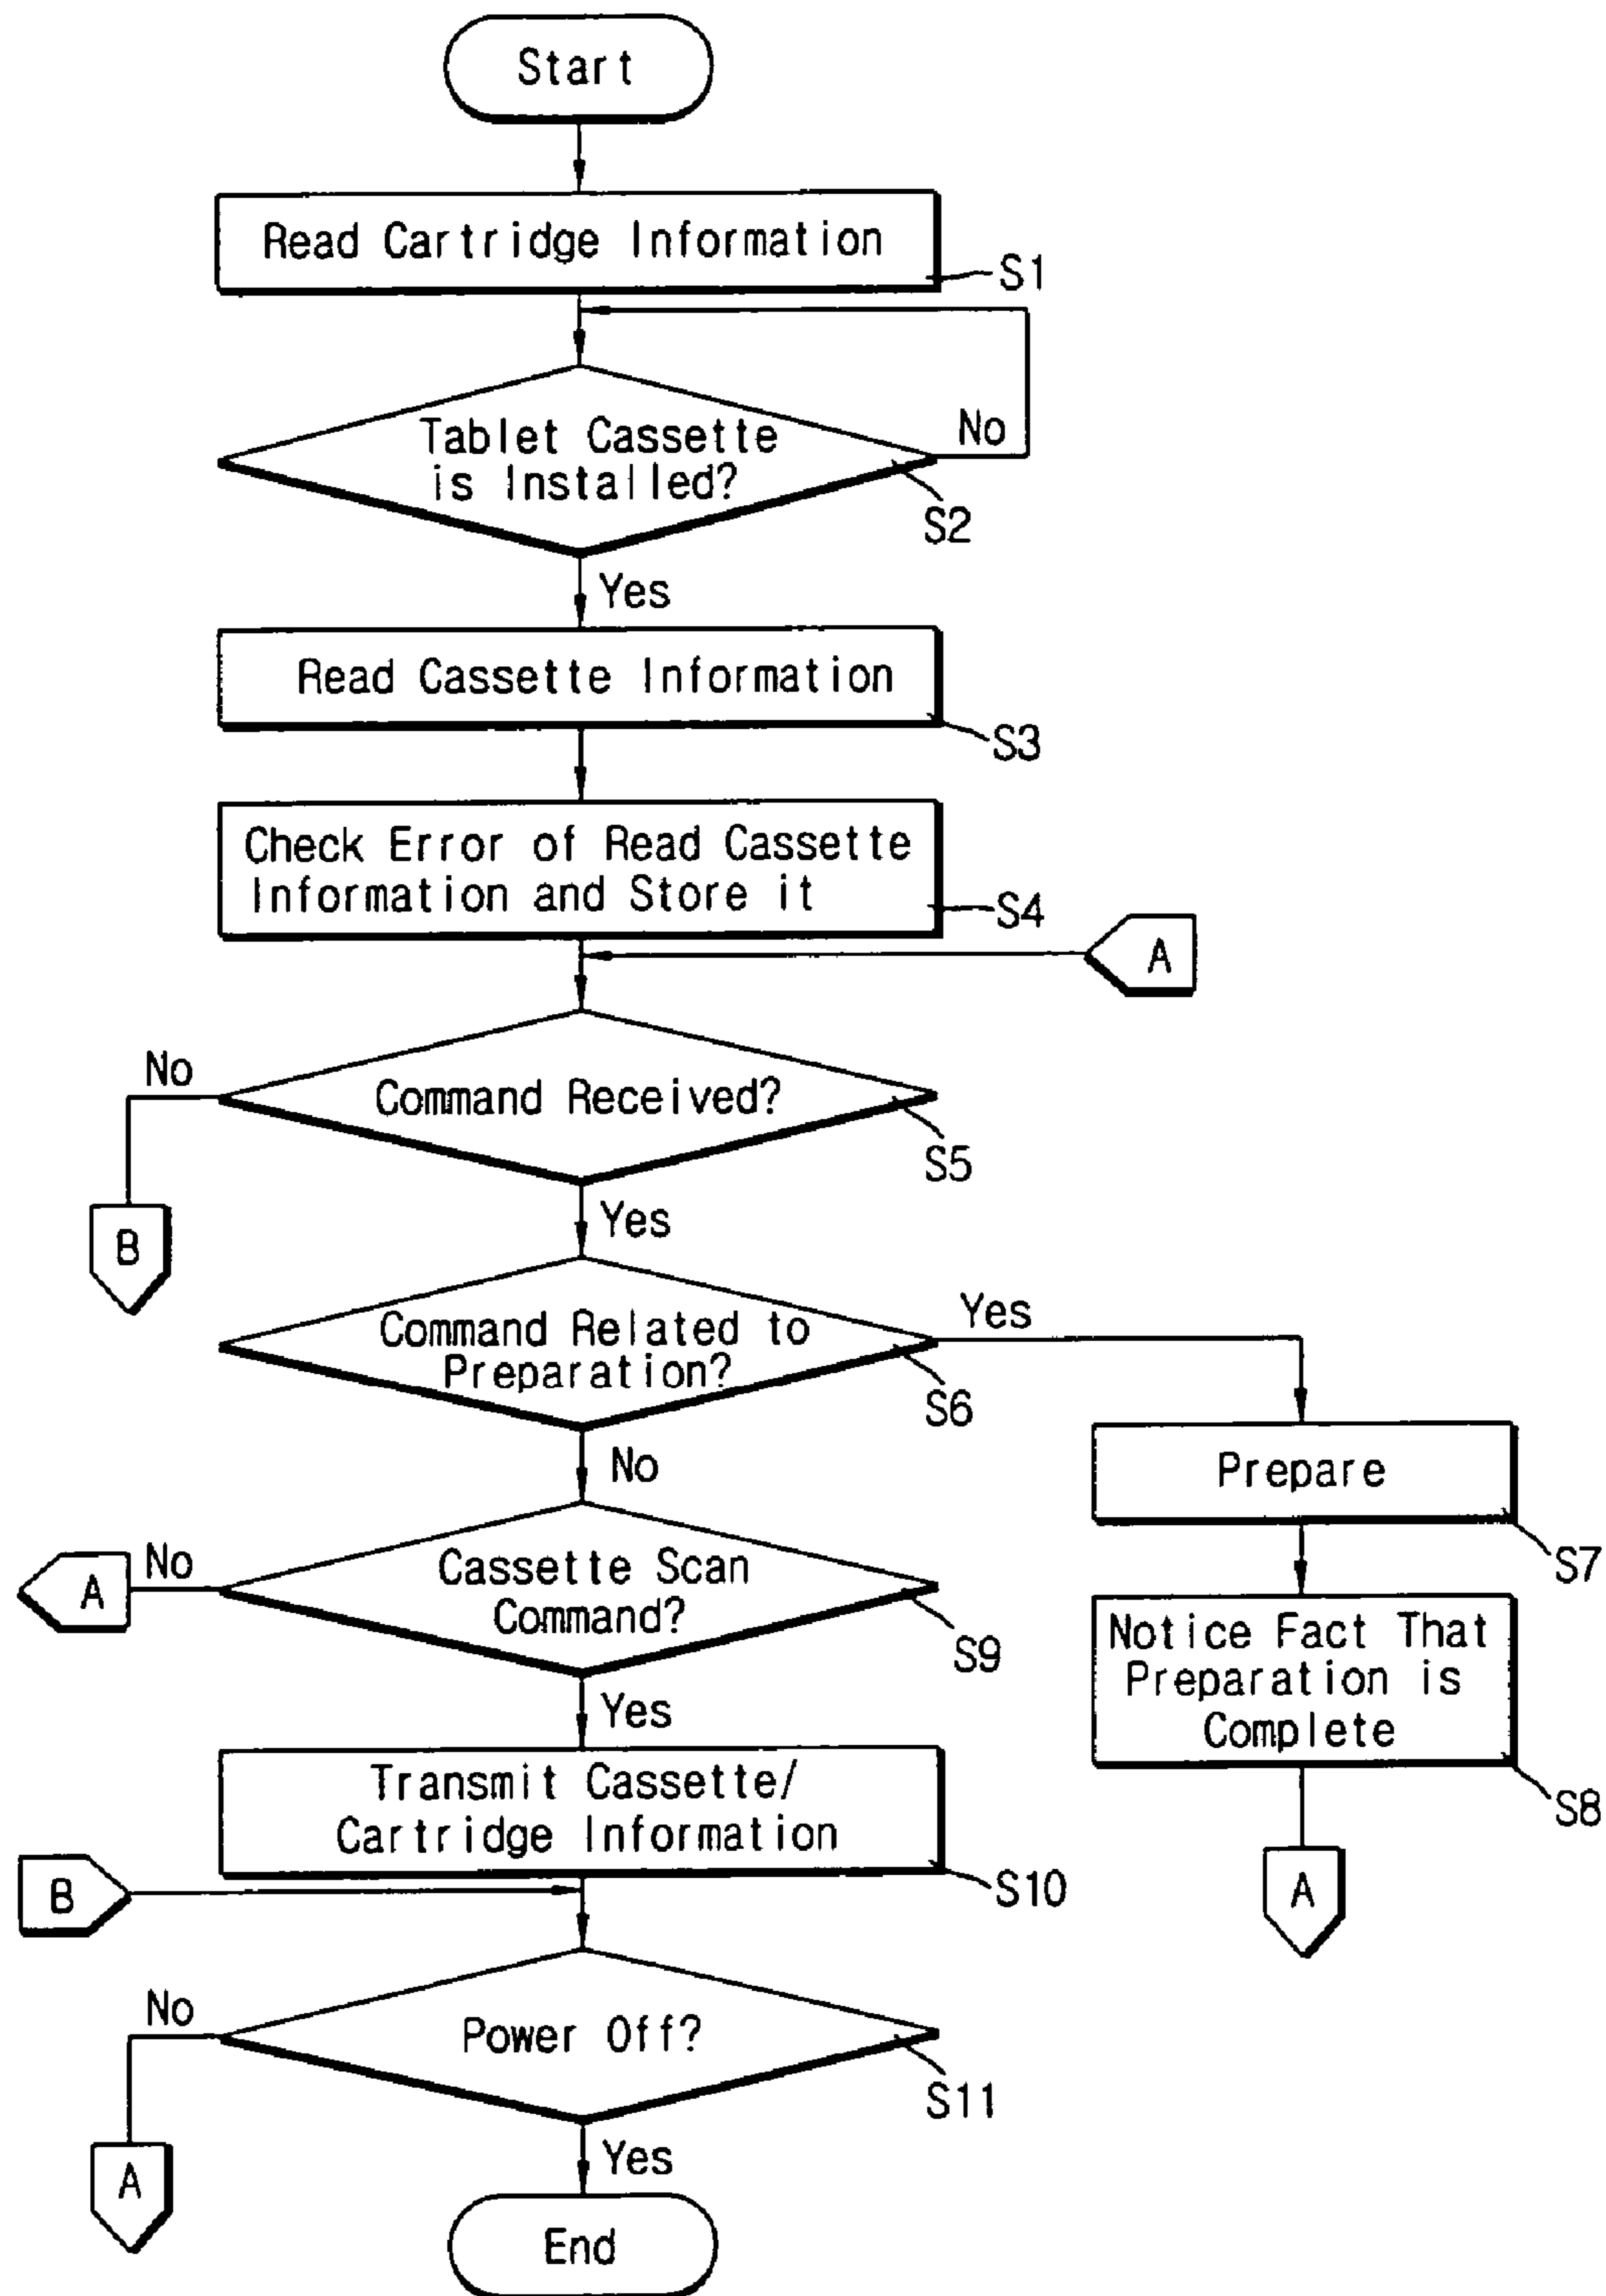 Start
Read Cartridge Information
S1
Tablet Cassette
is Installed?
No
S2
Yes
Read Cassette Information
S3
Check Error of Read Cassette
Information and Store it
S4
A
No
Command Received?
S5
B
Yes
Command Related to
Preparation?
Yes
S6
No
Prepare
S7
A
No
Cassette Scan
Command?
S9
Notice Fact That
Preparation is
Complete
S8
Yes
Transmit Cassette/
Cartridge Information
S10
B
A
No
Power Off?
S11
A
Yes
End